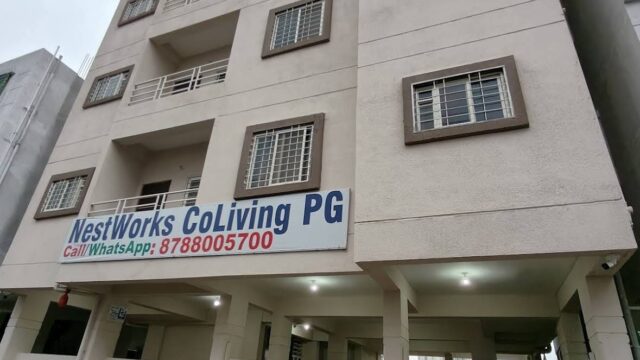 NestWorks CoLiving PG
Call/WhatsApp: 8788005700